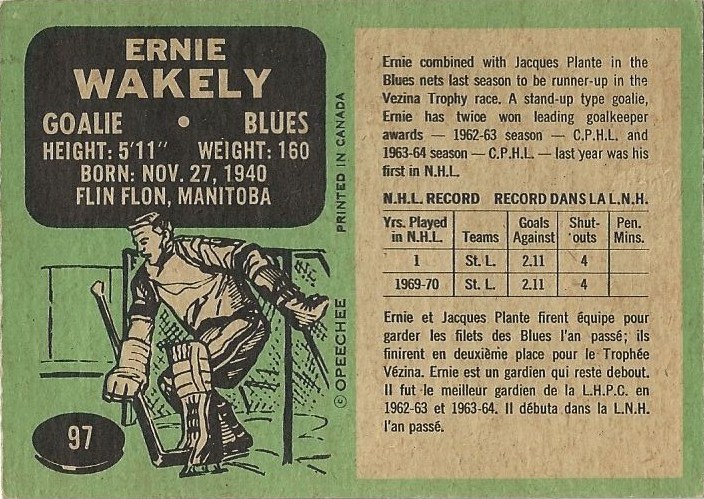 ERNIE
WAKELY
GOALIE • BLUES
HEIGHT: 5'11" WEIGHT: 160
BORN: NOV. 27, 1940
FLIN FLON, MANITOBA
97
© OPEECHEE PRINTED IN CANADA
Ernie combined with Jacques Plante in the
Blues nets last season to be runner-up in the
Vezina Trophy race. A stand-up type goalie,
Ernie has twice won leading goalkeeper
awards — 1962-63 season — C.P.H.L. and
1963-64 season — C.P.H.L. — last year was his
first in N.H.L.
N.H.L. RECORD RECORD DANS LA L.N.H.
Yrs. Played in N.H.L. Teams Goals Against Shut-outs Pen. Mins.
1 St. L. 2.11 4
1969-70 St. L. 2.11 4
Ernie et Jacques Plante firent équipe pour
garder les filets des Blues l'an passé; ils
finirent en deuxième place pour le Trophée
Vézina. Ernie est un gardien qui reste debout.
Il fut le meilleur gardien de la L.H.P.C. en
1962-63 et 1963-64. Il débuta dans la L.N.H.
l'an passé.